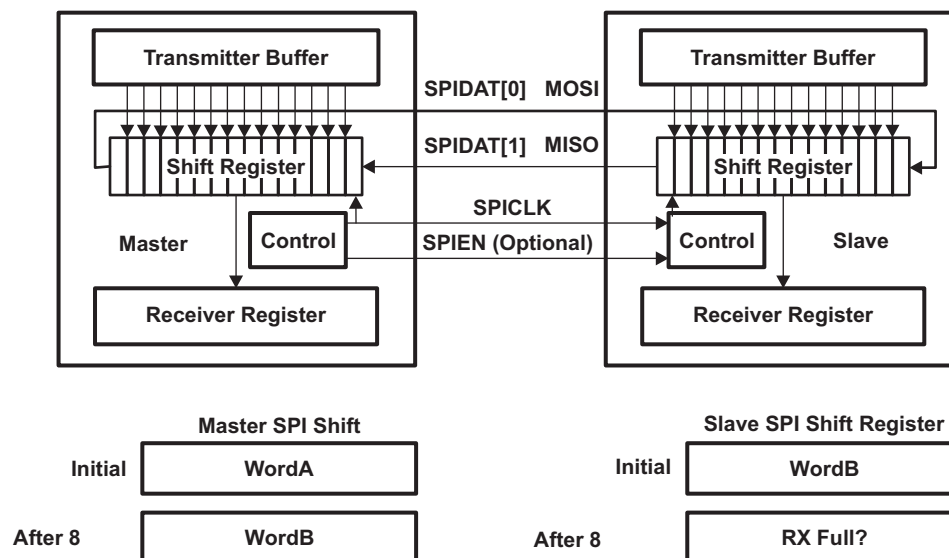 Transmitter Buffer
Transmitter Buffer
SPIDAT[0] MOSI
SPIDAT[1] MISO
Shift Register
Shift Register
SPICLK
Master
Control
SPIEN (Optional)
Control
Slave
Receiver Register
Receiver Register
Master SPI Shift
Slave SPI Shift Register
Initial
WordA
Initial
WordB
After 8
WordB
After 8
RX Full?